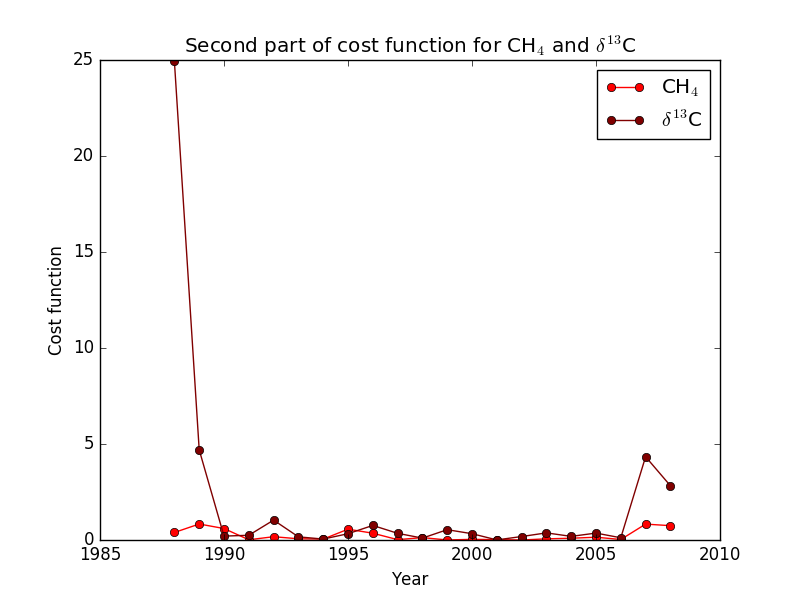 Second part of cost function for CH₄ and δ¹³C
25
20
15
10
5
0
Cost function
1985 1990 1995 2000 2005 2010
Year
CH₄
δ¹³C